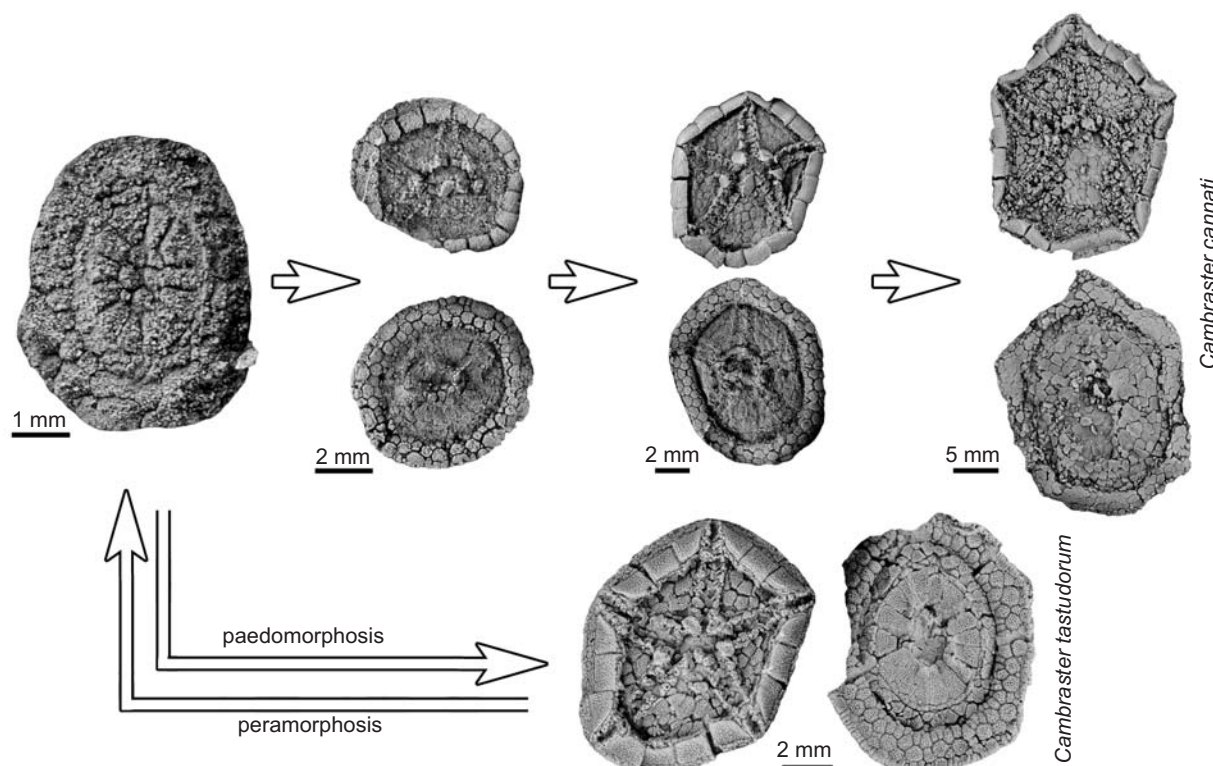 1 mm
2 mm
2 mm
5 mm
Cambraster cannati
paedomorphosis
peramorphosis
2 mm
Cambraster tastudorum